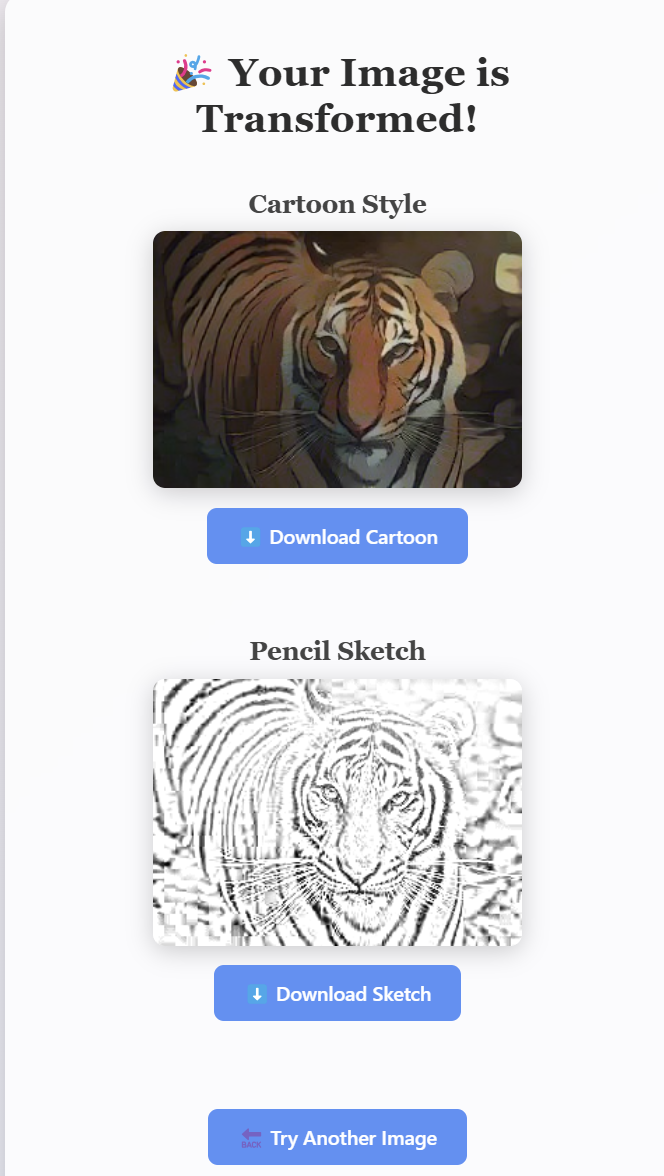 🎉 Your Image is
Transformed!
Cartoon Style
⬇️ Download Cartoon
Pencil Sketch
⬇️ Download Sketch
🔙 Try Another Image